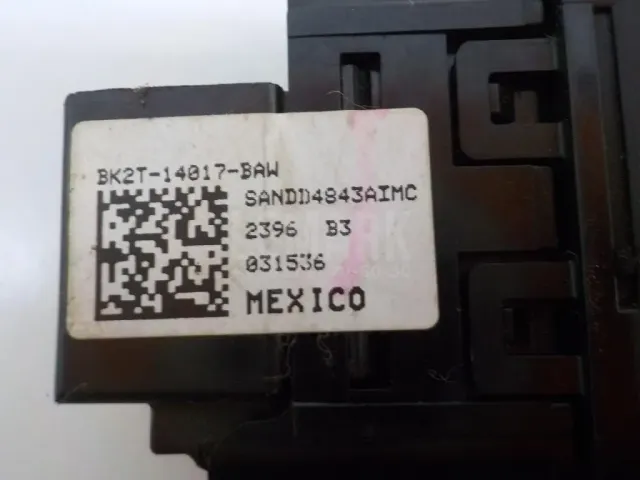 BK2T-14017-BAW
SANDD4843AIMC
2396 B3
031536
MEXICO